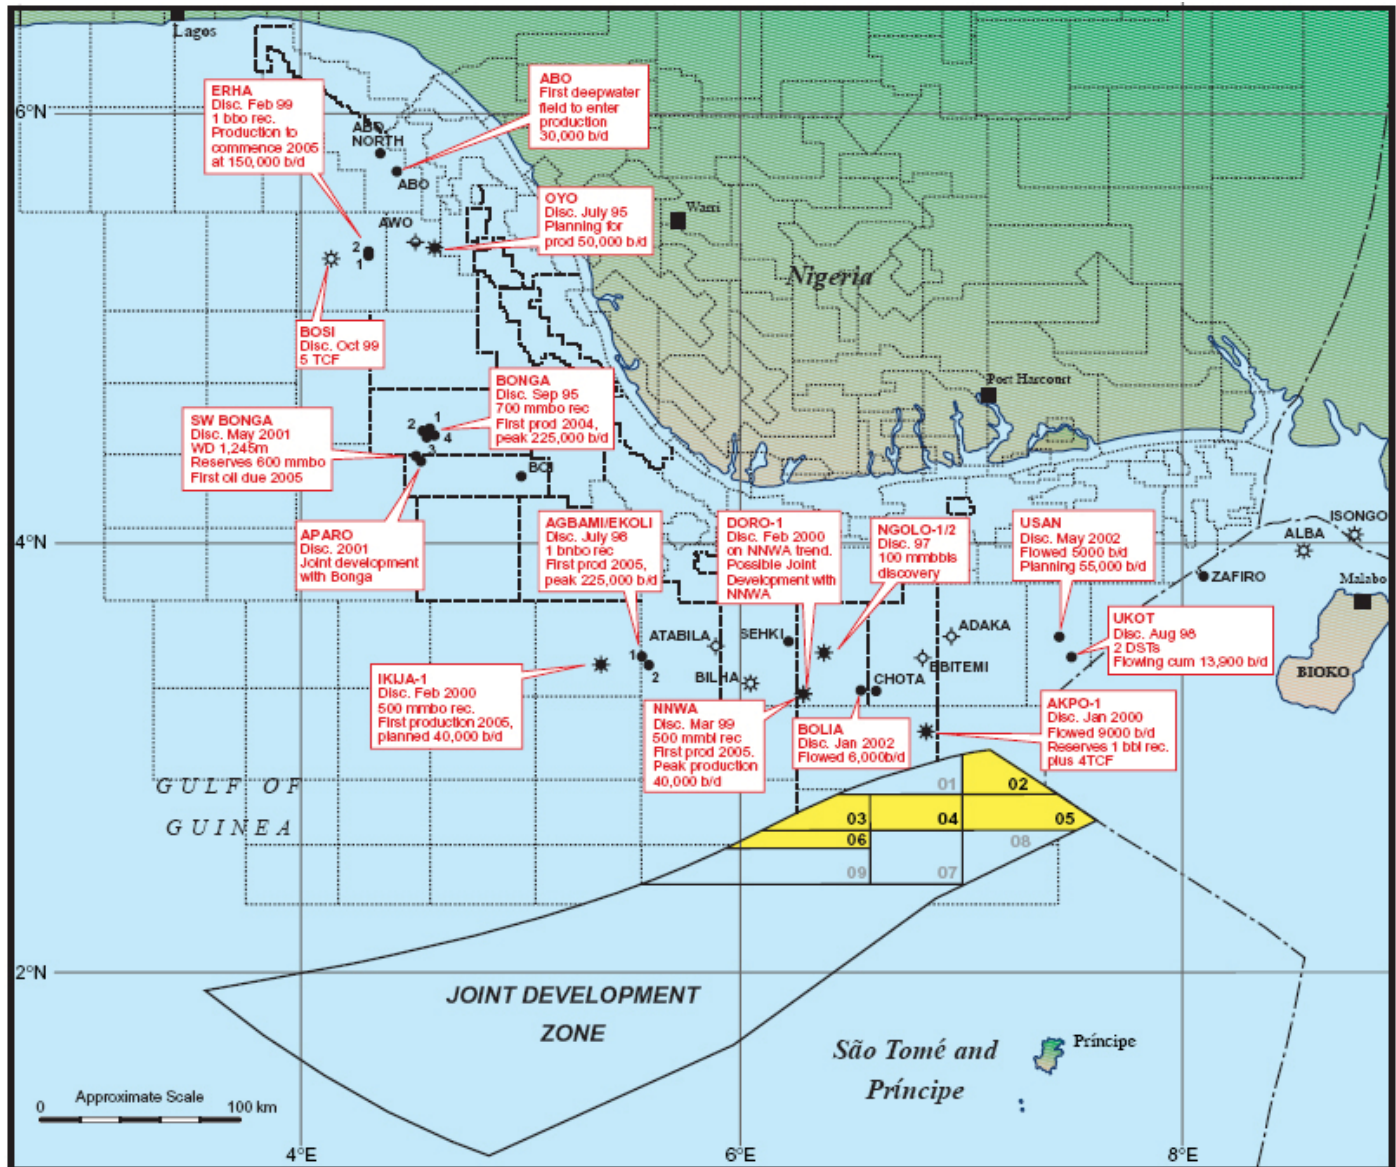 Lagos
ERHA
Disc. Feb 99
1 bbo rec.
Production to
commence 2005
at 150,000 b/d
ABO
First deepwater
field to enter
production
30,000 b/d
6°N
ABO
NORTH
ABO
OYO
Disc. July 95
Planning for
prod 50,000 b/d
AWO
Warri
2
1
Nigeria
BOSI
Disc. Oct 99
5 TCF
BONGA
Disc. Sep 95
700 mmbo rec
First prod 2004,
peak 225,000 b/d
Port Harcourt
SW BONGA
Disc. May 2001
WD 1,245m
Reserves 600 mmbo
First oil due 2005
2
1
4
3
BOI
APARO
Disc. 2001
Joint development
with Bonga
AGBAMI/EKOLI
Disc. July 98
1 bnbo rec
First prod 2005,
peak 225,000 b/d
DORO-1
Disc. Feb 2000
on NNWA trend.
Possible Joint
Development with
NNWA
NGOLO-1/2
Disc. 97
100 mmbbls
discovery
USAN
Disc. May 2002
Flowed 5000 b/d
Planning 55,000 b/d
ISONGO
ALBA
4°N
ZAFIRO
Malabo
UKOT
Disc. Aug 98
2 DSTs
Flowing cum 13,900 b/d
BIOKO
ATABILA
SEHKI
ADAKA
EBITEMI
1
2
BILHA
CHOTA
IKIJA-1
Disc. Feb 2000
500 mmbo rec.
First production 2005,
planned 40,000 b/d
NNWA
Disc. Mar 99
500 mmbl rec
First prod 2005.
Peak production
40,000 b/d
BOLIA
Disc. Jan 2002
Flowed 6,000b/d
AKPO-1
Disc. Jan 2000
Flowed 9000 b/d
Reserves 1 bbl rec.
plus 4TCF
GULF OF
GUINEA
01
02
03
04
05
06
08
09
07
2°N
JOINT DEVELOPMENT
ZONE
São Tomé and
Príncipe
Príncipe
Approximate Scale
0
100 km
4°E
6°E
8°E